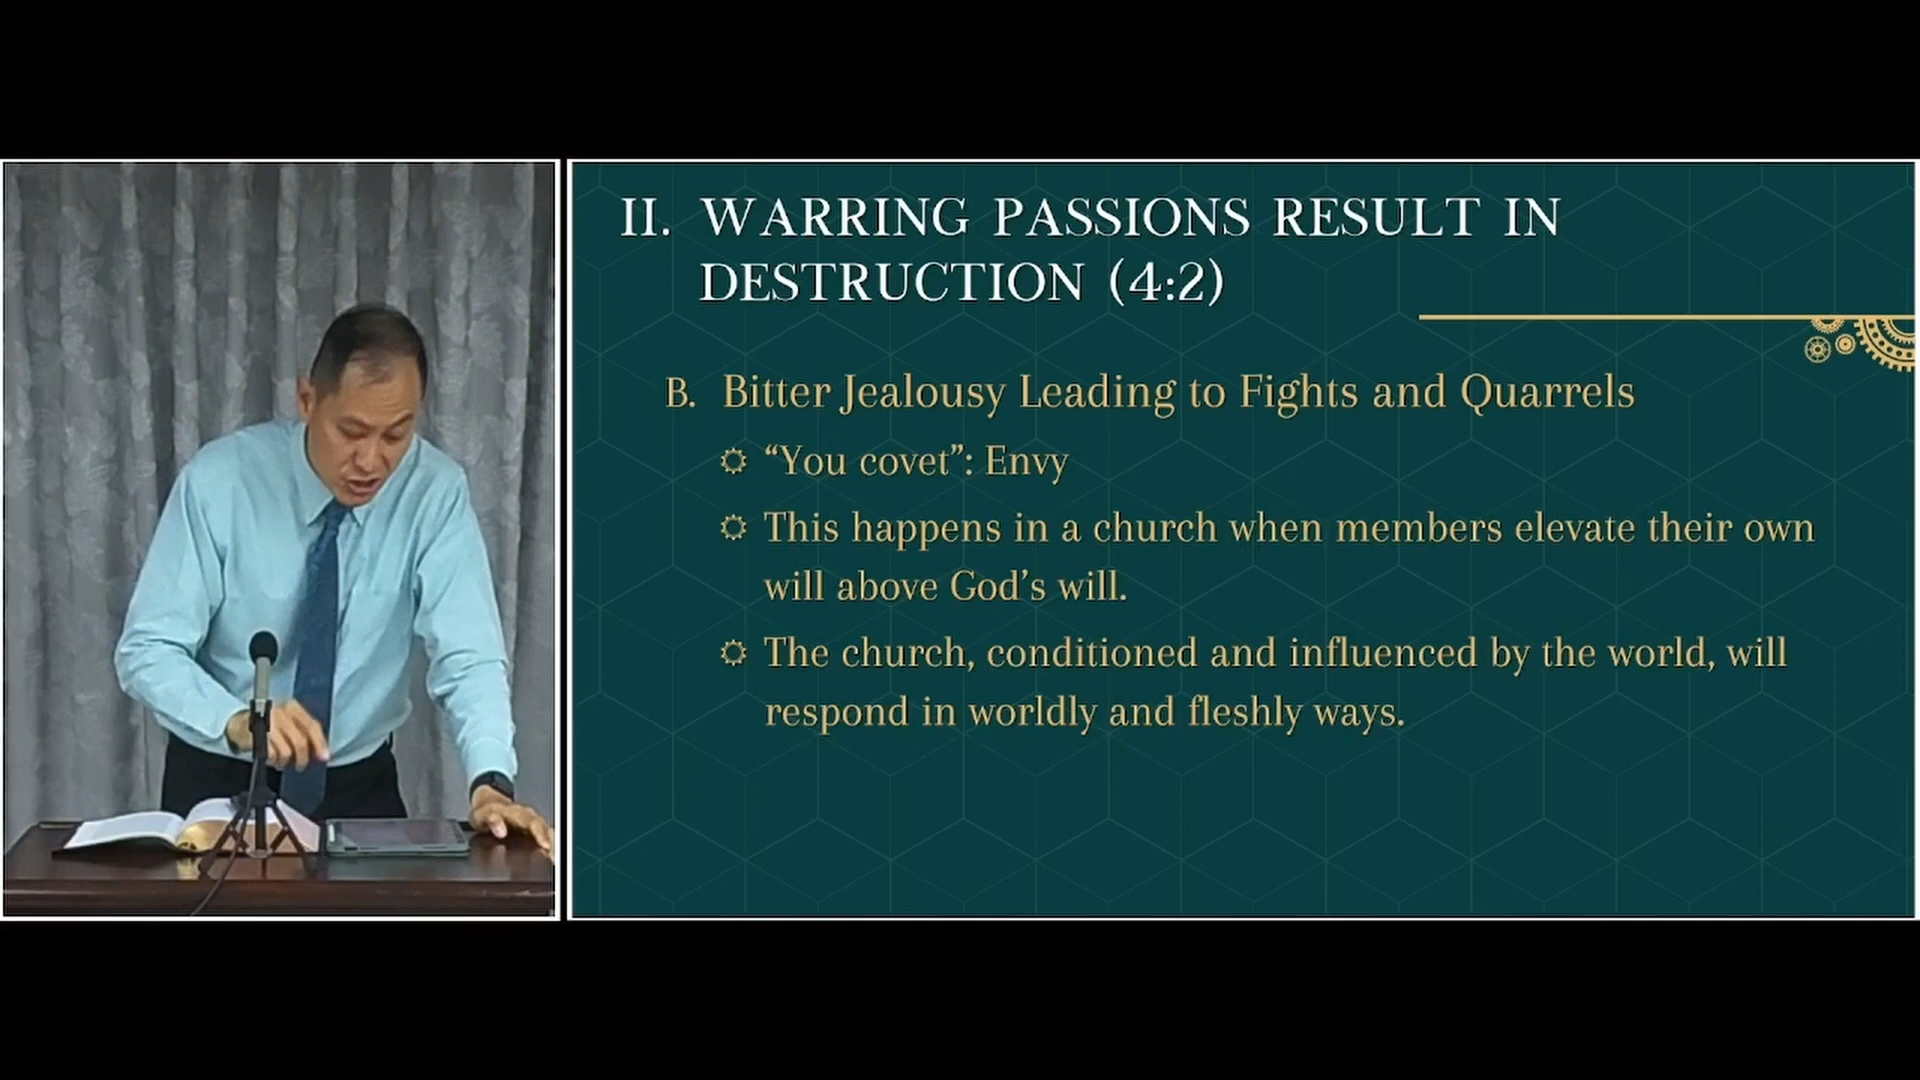 II. WARRING PASSIONS RESULT IN
DESTRUCTION (4:2)
B. Bitter Jealousy Leading to Fights and Quarrels
“You covet”: Envy
This happens in a church when members elevate their own
will above God’s will.
The church, conditioned and influenced by the world, will
respond in worldly and fleshly ways.